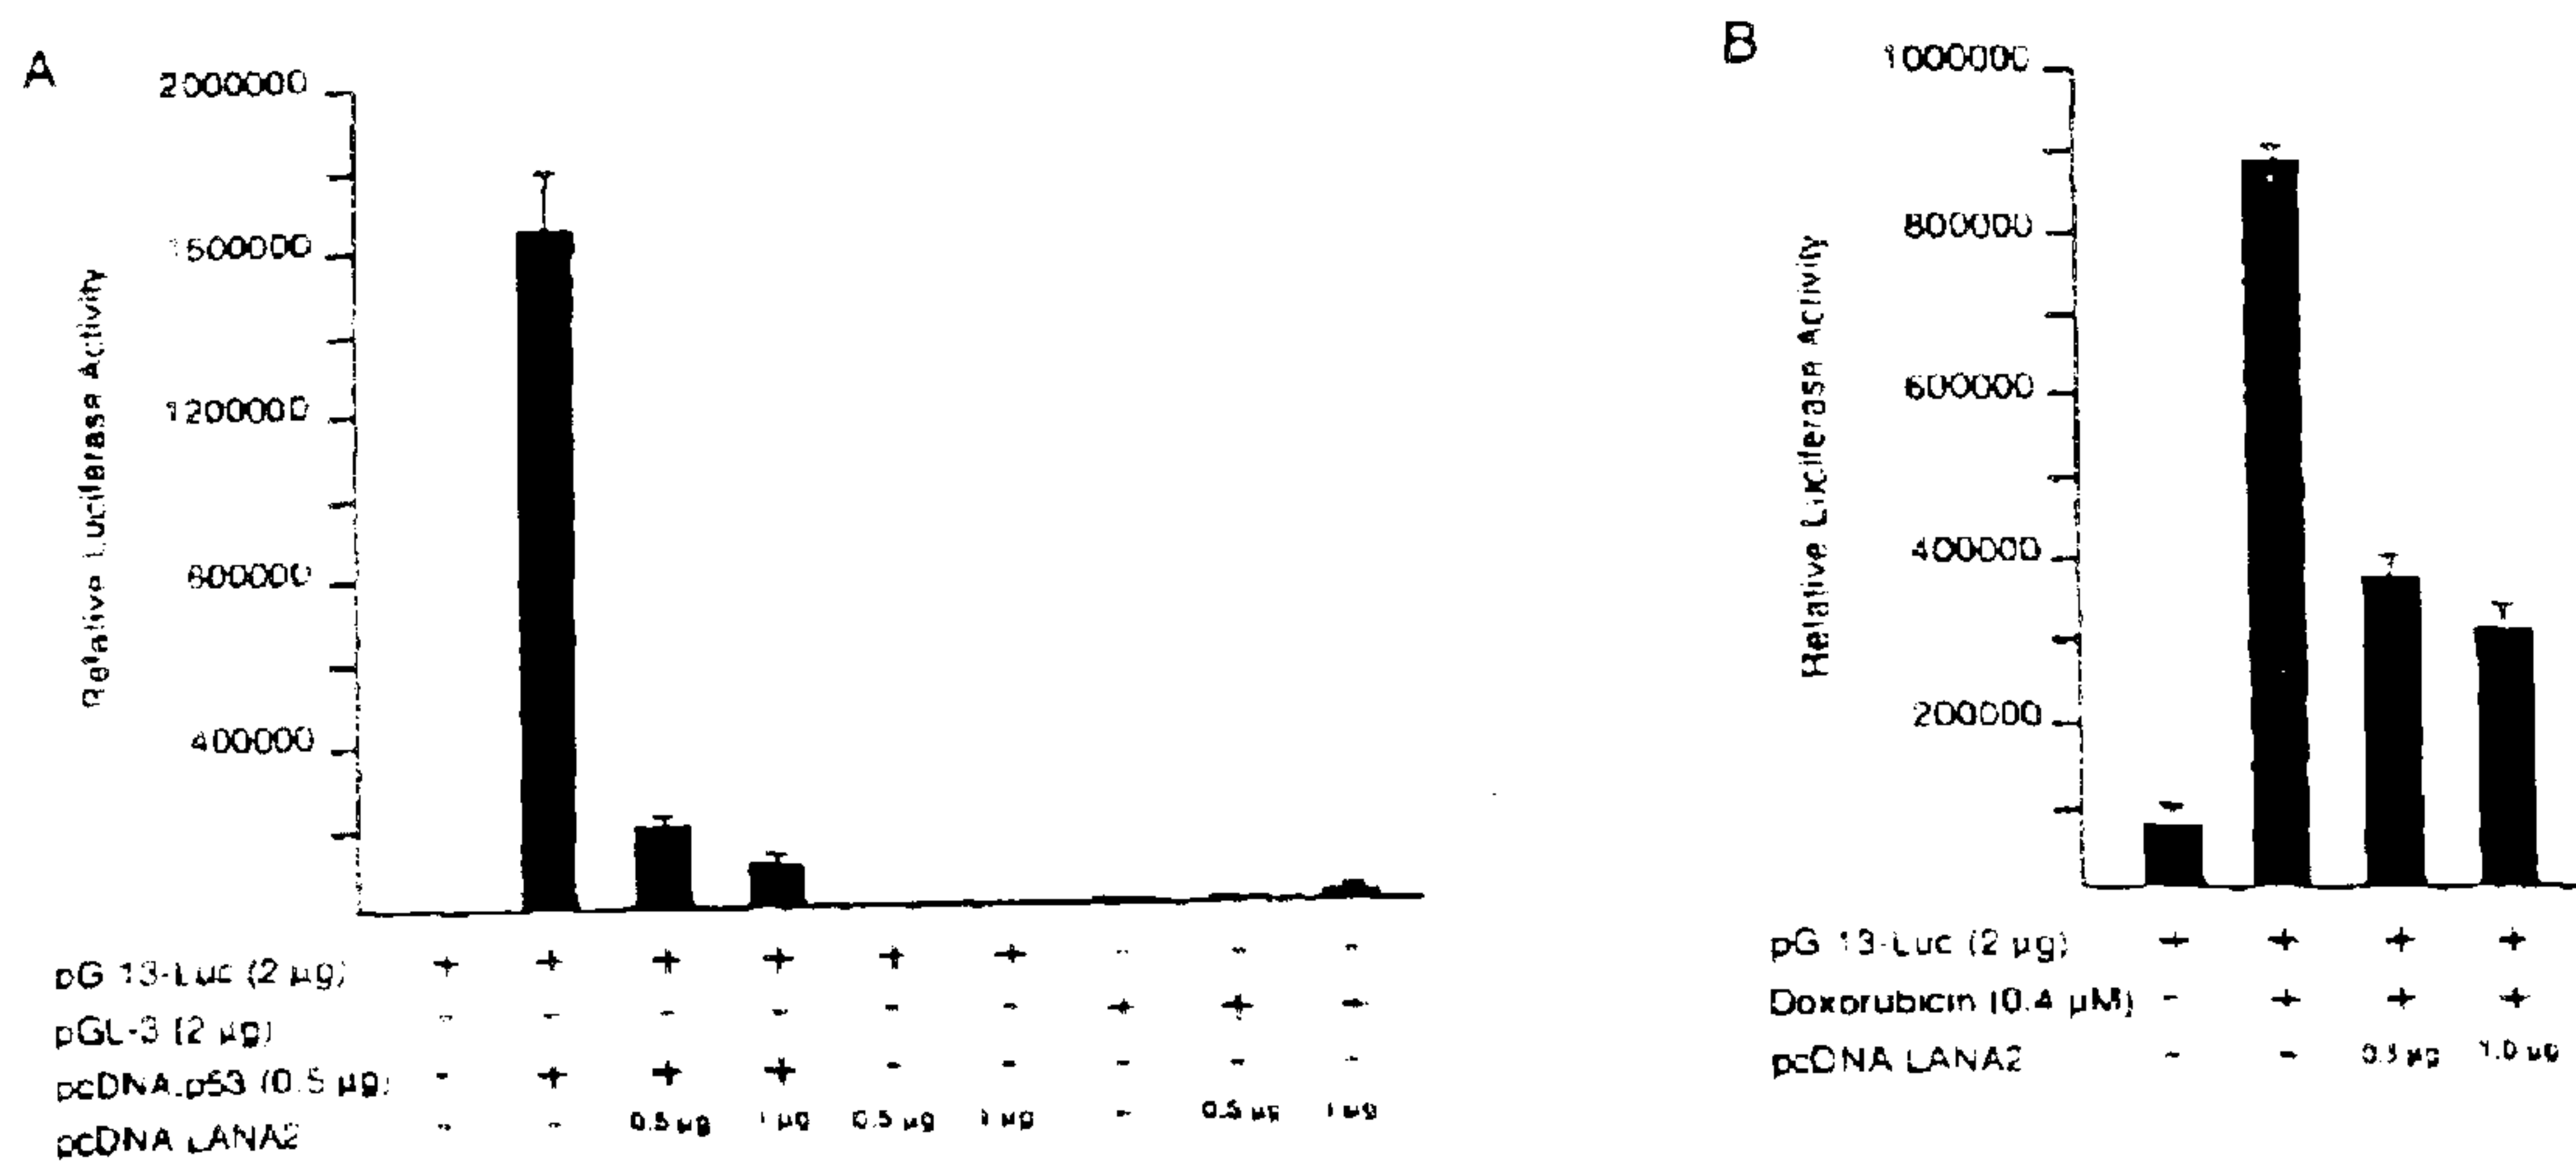 A
2000000
1600000
1200000
800000
400000
Relative Luciferase Activity
pG 13-Luc (2 µg) + + + + + + - - -
pGL-3 (2 µg) - - - - - - + + +
pcDNA.p53 (0.5 µg) - + + + - - - - -
pcDNA LANA2 - - 0.5 µg 1 µg 0.5 µg 1 µg - 0.5 µg 1 µg
B
1000000
800000
600000
400000
200000
Relative Luciferase Activity
pG 13-Luc (2 µg) + + + +
Doxorubicin (0.4 µM) - + + +
pcDNA LANA2 - - 0.5 µg 1.0 µg